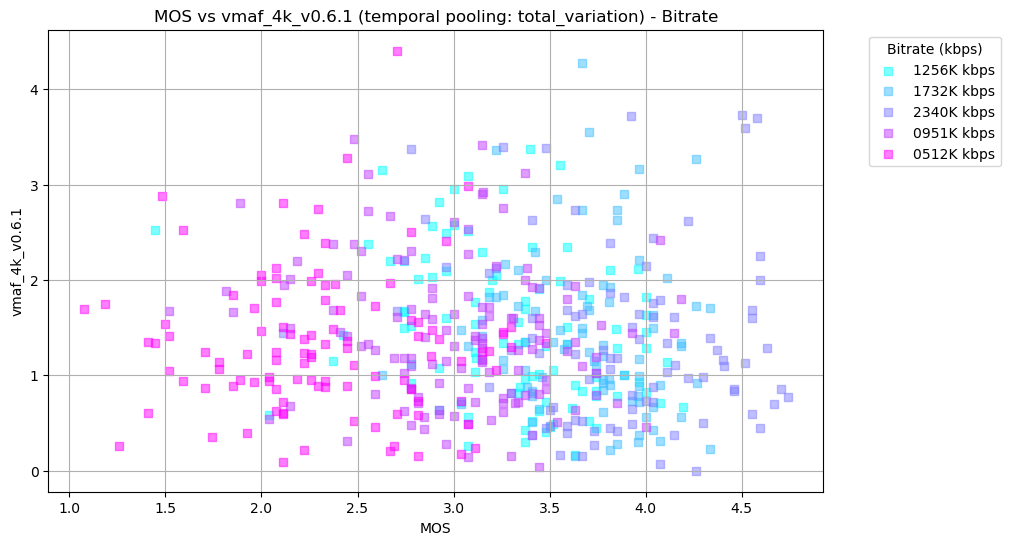 MOS vs vmaf_4k_v0.6.1 (temporal pooling: total_variation) - Bitrate
vmaf_4k_v0.6.1
4
3
2
1
0
1.0 1.5 2.0 2.5 3.0 3.5 4.0 4.5
MOS
Bitrate (kbps)
1256K kbps
1732K kbps
2340K kbps
0951K kbps
0512K kbps